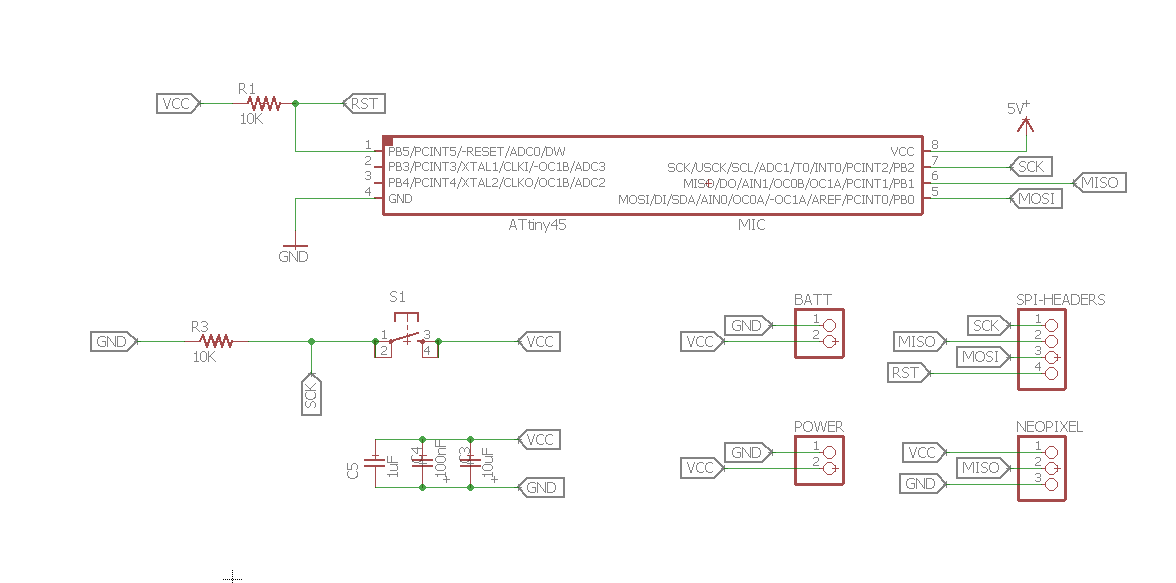 R1
VCC
RST
10K
5V
1 PB5/PCINT5/-RESET/ADC0/DW VCC 8
2 PB3/PCINT3/XTAL1/CLKI/-OC1B/ADC3 SCK/USCK/SCL/ADC1/T0/INT0/PCINT2/PB2 7 SCK
3 PB4/PCINT4/XTAL2/CLKO/OC1B/ADC2 MISO/DO/AIN1/OC0B/OC1A/PCINT1/PB1 6 MISO
4 GND MOSI/DI/SDA/AIN0/OC0A/-OC1A/AREF/PCINT0/PB0 5 MOSI
ATtiny45 MIC
GND
S1
R3
GND
10K
1 3
2 4
VCC
SCK
BATT
GND 1
VCC 2
SPI-HEADERS
SCK 1
MISO 2
MOSI 3
RST 4
C5 1uF
C4 100nF
C3 10uF
VCC
GND
POWER
GND 1
VCC 2
NEOPIXEL
VCC 1
MISO 2
GND 3